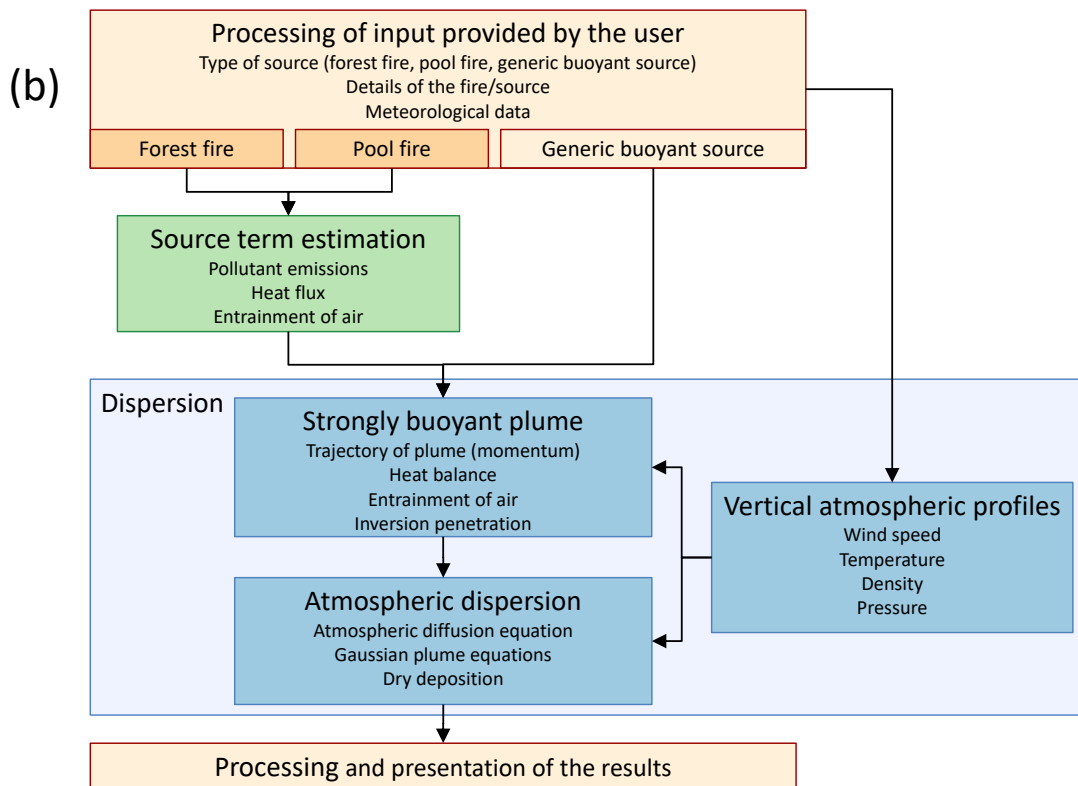 (b)
Processing of input provided by the user
Type of source (forest fire, pool fire, generic buoyant source)
Details of the fire/source
Meteorological data
Forest fire
Pool fire
Generic buoyant source
Source term estimation
Pollutant emissions
Heat flux
Entrainment of air
Dispersion
Strongly buoyant plume
Trajectory of plume (momentum)
Heat balance
Entrainment of air
Inversion penetration
Vertical atmospheric profiles
Wind speed
Temperature
Density
Pressure
Atmospheric dispersion
Atmospheric diffusion equation
Gaussian plume equations
Dry deposition
Processing and presentation of the results